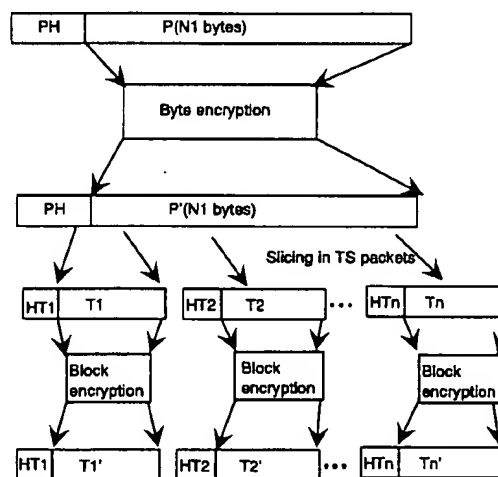 PH P(N1 bytes)
Byte encryption
PH P'(N1 bytes)
Slicing in TS packets
HT1 T1 HT2 T2 ••• HTn Tn
Block encryption Block encryption Block encryption
HT1 T1' HT2 T2' ••• HTn Tn'